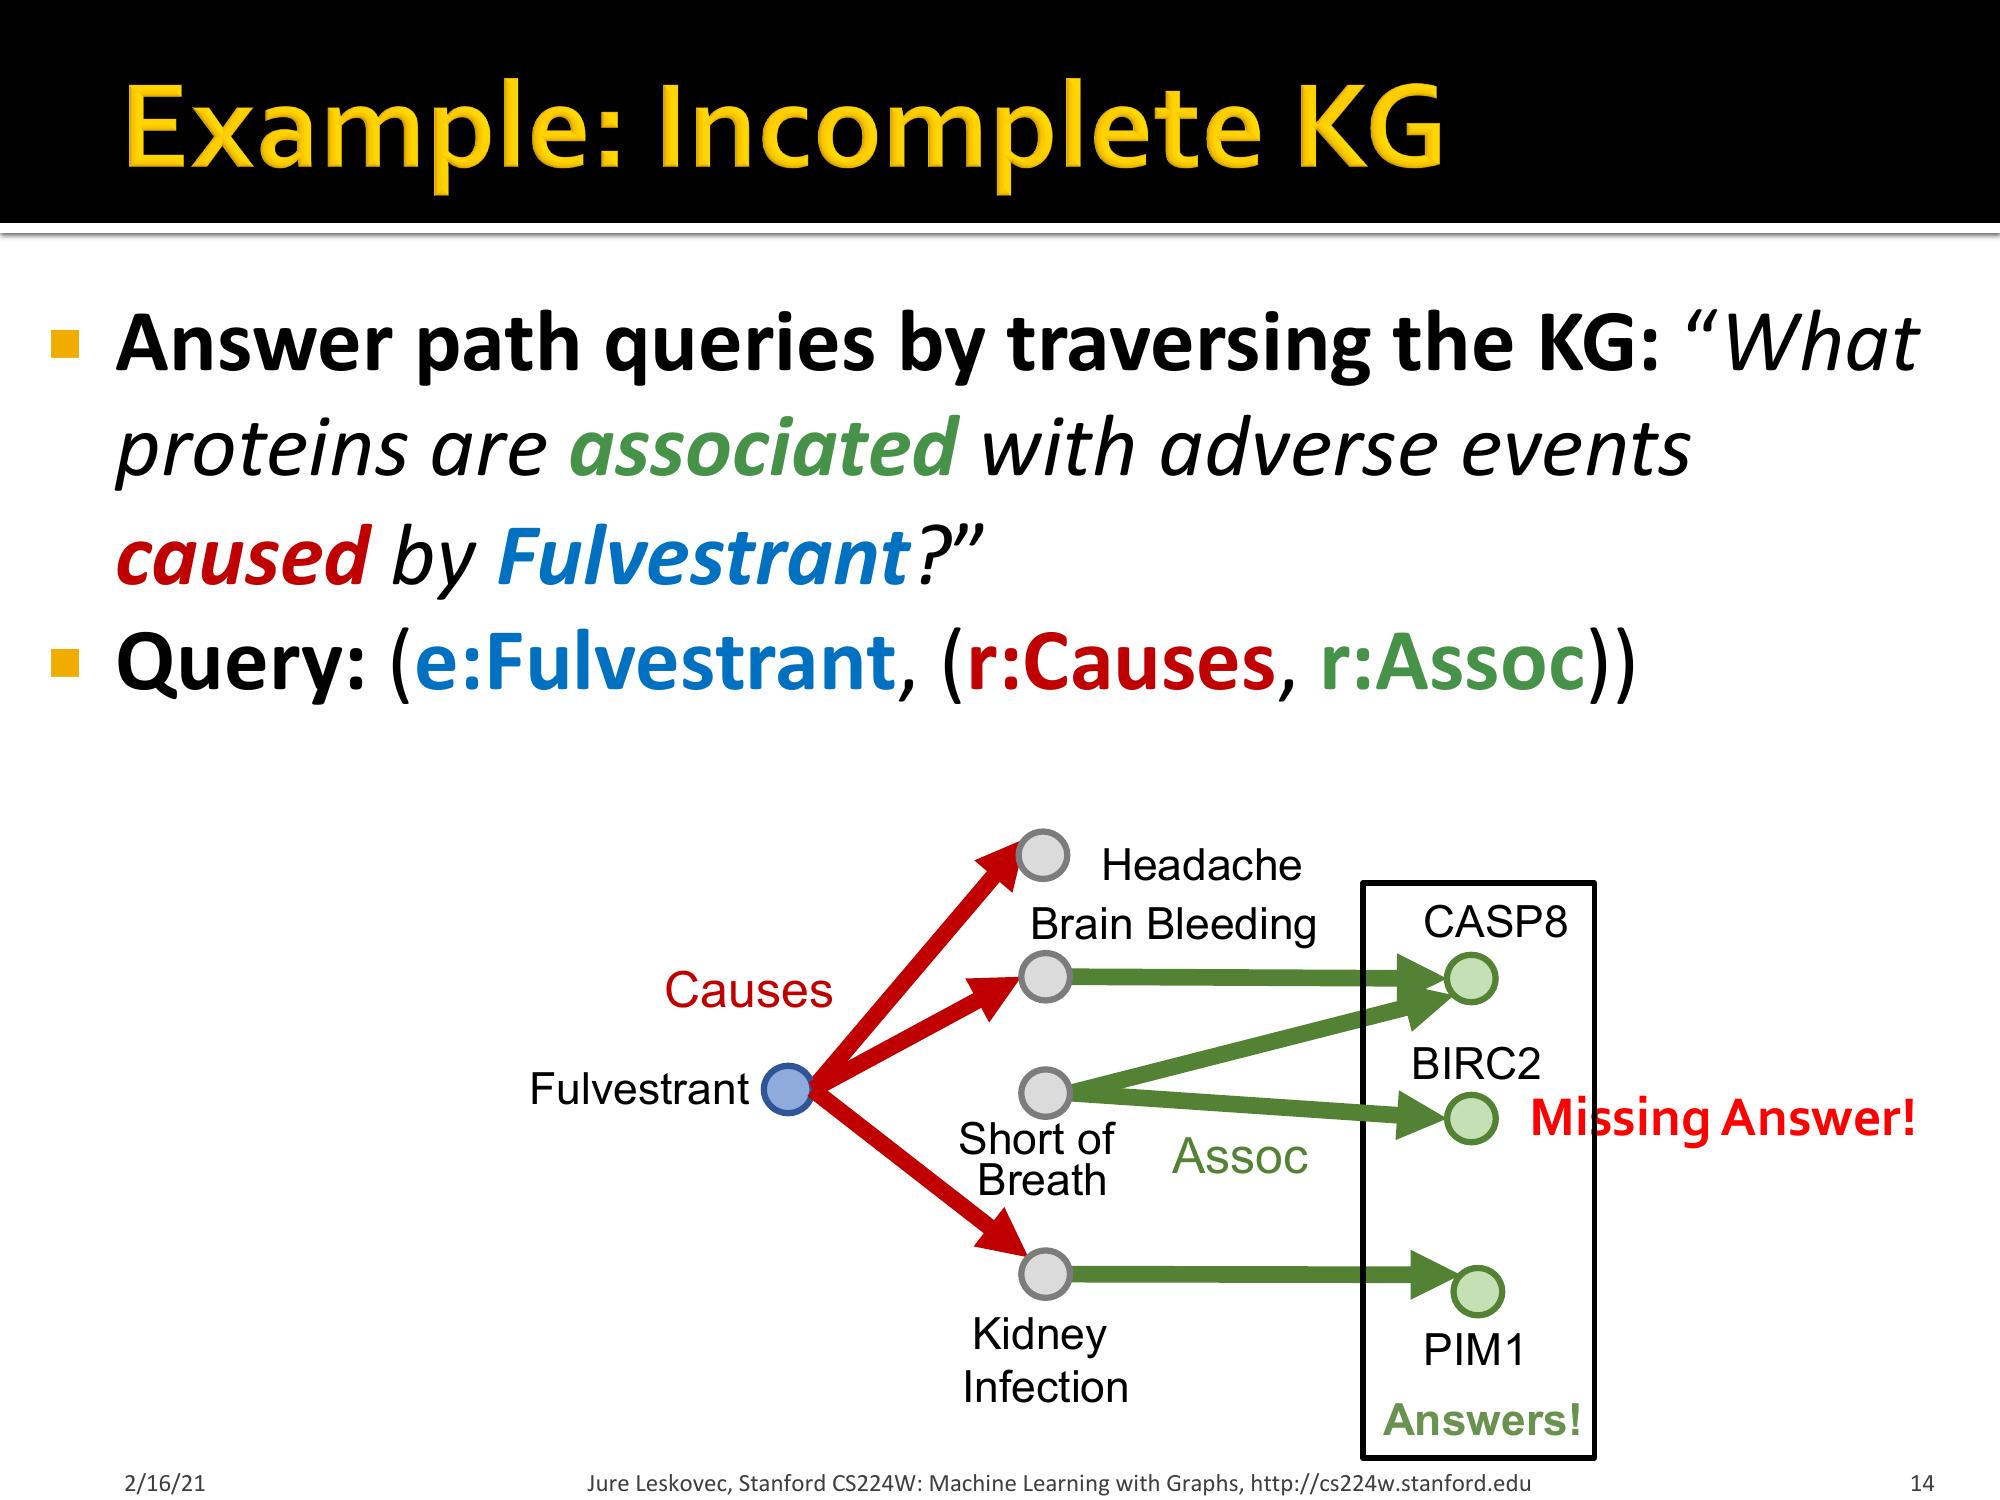 Example: Incomplete KG
Answer path queries by traversing the KG: “What
proteins are associated with adverse events
caused by Fulvestrant?”
Query: (e:Fulvestrant, (r:Causes, r:Assoc))
Headache
Brain Bleeding
CASP8
Causes
BIRC2
Fulvestrant
Missing Answer!
Short of
Breath
Assoc
Kidney
Infection
PIM1
Answers!
2/16/21
Jure Leskovec, Stanford CS224W: Machine Learning with Graphs, http://cs224w.stanford.edu
14